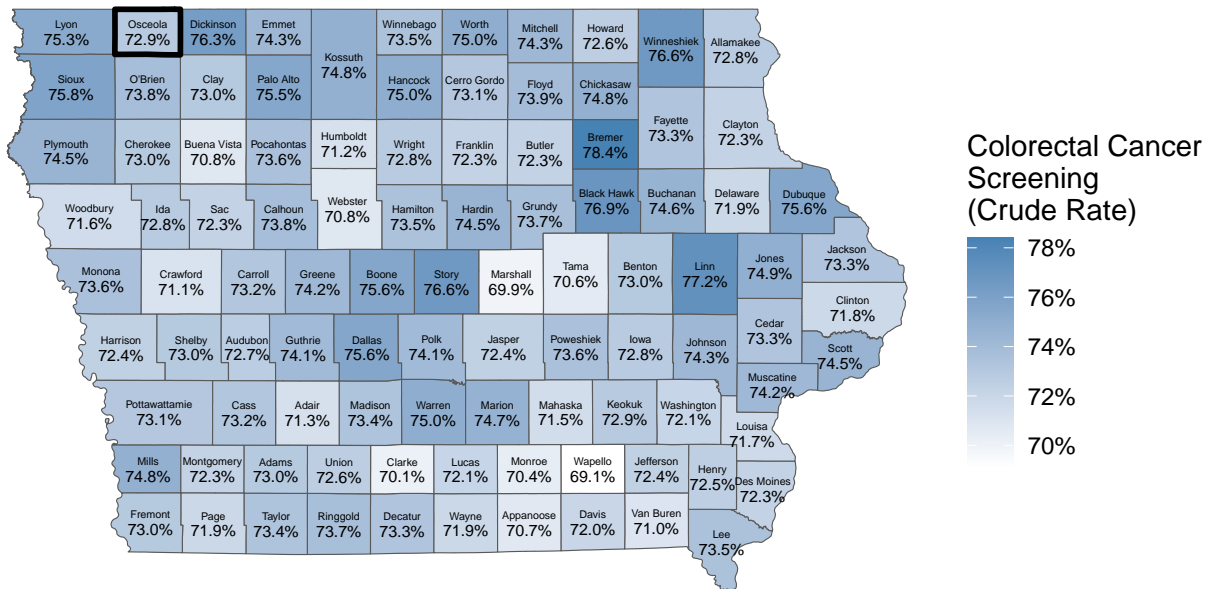 Lyon
75.3%
Osceola
72.9%
Dickinson
76.3%
Emmet
74.3%
Kossuth
74.8%
Winnebago
73.5%
Worth
75.0%
Mitchell
74.3%
Howard
72.6%
Winneshiek
76.6%
Allamakee
72.8%
Sioux
75.8%
O'Brien
73.8%
Clay
73.0%
Palo Alto
75.5%
Hancock
75.0%
Cerro Gordo
73.1%
Floyd
73.9%
Chickasaw
74.8%
Fayette
73.3%
Clayton
72.3%
Plymouth
74.5%
Cherokee
73.0%
Buena Vista
70.8%
Pocahontas
73.6%
Humboldt
71.2%
Wright
72.8%
Franklin
72.3%
Butler
72.3%
Bremer
78.4%
Woodbury
71.6%
Ida
72.8%
Sac
72.3%
Calhoun
73.8%
Webster
70.8%
Hamilton
73.5%
Hardin
74.5%
Grundy
73.7%
Black Hawk
76.9%
Buchanan
74.6%
Delaware
71.9%
Dubuque
75.6%
Monona
73.6%
Crawford
71.1%
Carroll
73.2%
Greene
74.2%
Boone
75.6%
Story
76.6%
Marshall
69.9%
Tama
70.6%
Benton
73.0%
Linn
77.2%
Jones
74.9%
Jackson
73.3%
Clinton
71.8%
Harrison
72.4%
Shelby
73.0%
Audubon
72.7%
Guthrie
74.1%
Dallas
75.6%
Polk
74.1%
Jasper
72.4%
Poweshiek
73.6%
Iowa
72.8%
Johnson
74.3%
Cedar
73.3%
Scott
74.5%
Muscatine
74.2%
Pottawattamie
73.1%
Cass
73.2%
Adair
71.3%
Madison
73.4%
Warren
75.0%
Marion
74.7%
Mahaska
71.5%
Keokuk
72.9%
Washington
72.1%
Louisa
71.7%
Mills
74.8%
Montgomery
72.3%
Adams
73.0%
Union
72.6%
Clarke
70.1%
Lucas
72.1%
Monroe
70.4%
Wapello
69.1%
Jefferson
72.4%
Henry
72.5%
Des Moines
72.3%
Fremont
73.0%
Page
71.9%
Taylor
73.4%
Ringgold
73.7%
Decatur
73.3%
Wayne
71.9%
Appanoose
70.7%
Davis
72.0%
Van Buren
71.0%
Lee
73.5%
Colorectal Cancer
Screening
(Crude Rate)
78%
76%
74%
72%
70%